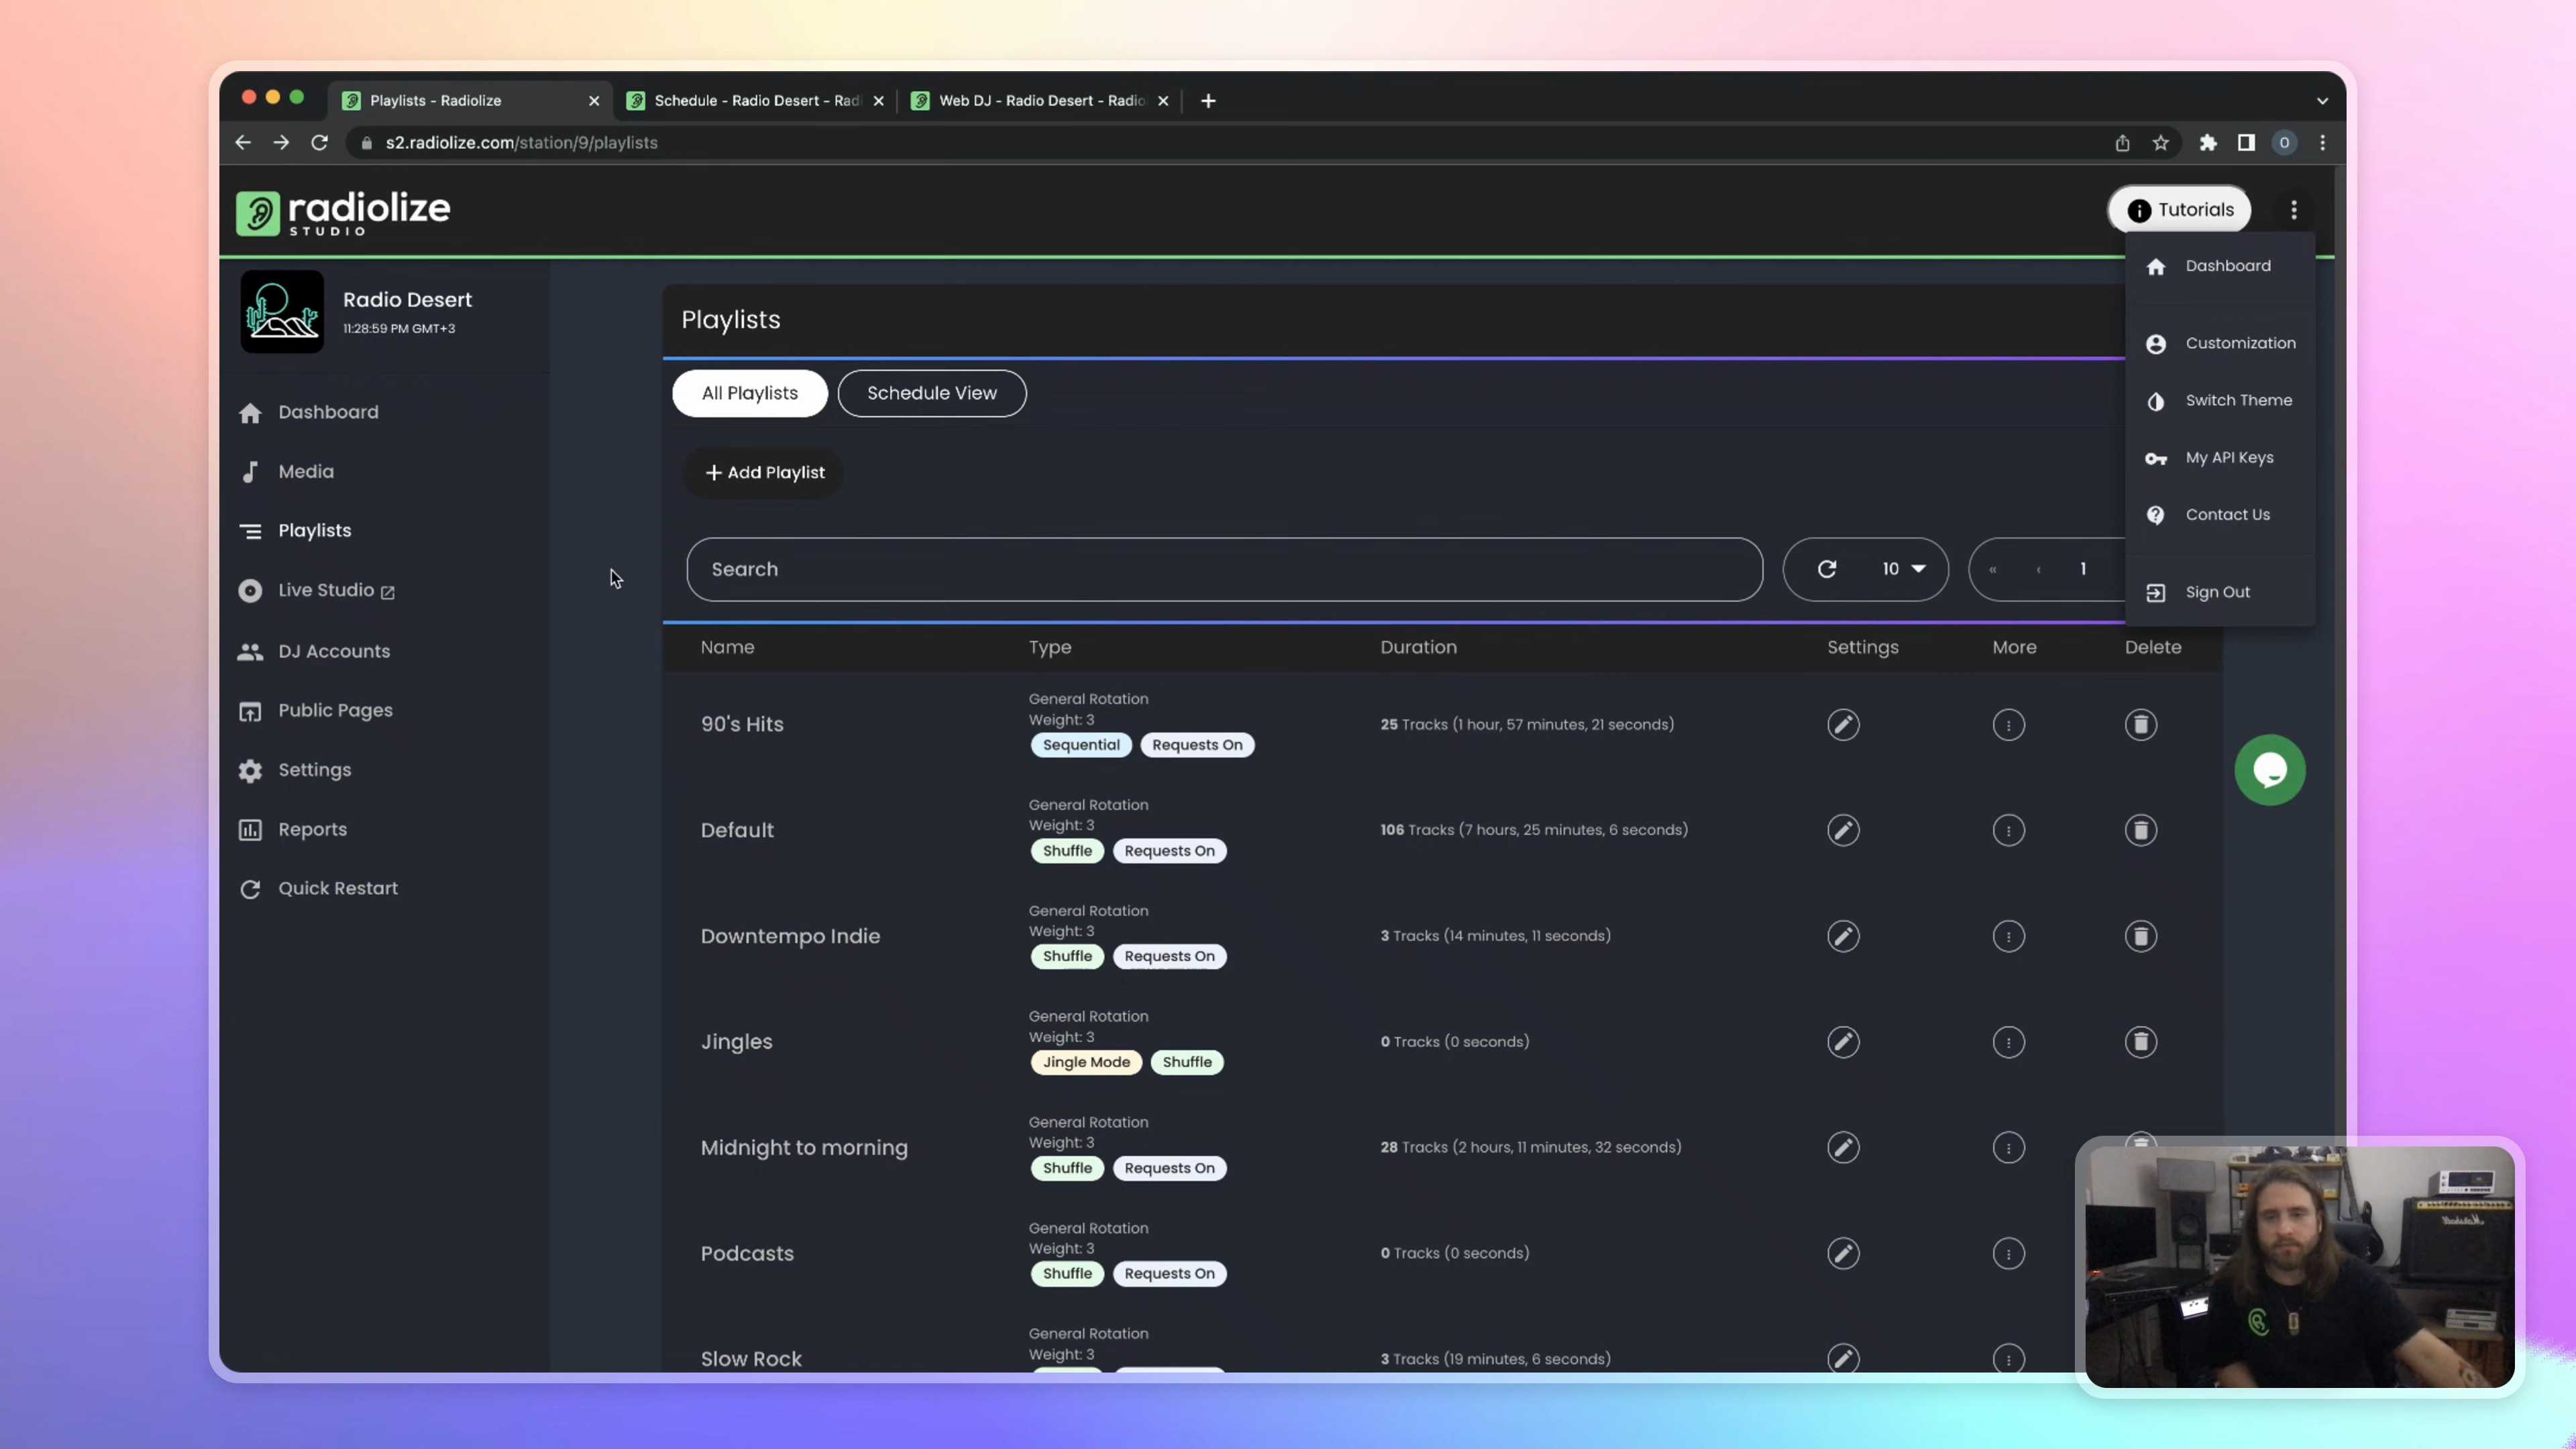 Playlists - Radiolize
Schedule - Radio Desert - Radi
Web DJ - Radio Desert - Radio
s2.radiolize.com/station/9/playlists
O
radiolize
STUDIO
Tutorials
Dashboard
Customization
Switch Theme
My API Keys
Contact Us
Sign Out
Radio Desert
11:28:59 PM GMT+3
Dashboard
Media
Playlists
Live Studio
DJ Accounts
Public Pages
Settings
Reports
Quick Restart
Playlists
All Playlists
Schedule View
+ Add Playlist
Search
10
« ‹ 1
Name Type Duration Settings More Delete
General Rotation
Weight: 3
90's Hits
25 Tracks (1 hour, 57 minutes, 21 seconds)
Sequential Requests On
General Rotation
Weight: 3
Default
106 Tracks (7 hours, 25 minutes, 6 seconds)
Shuffle Requests On
General Rotation
Weight: 3
Downtempo Indie
3 Tracks (14 minutes, 11 seconds)
Shuffle Requests On
General Rotation
Weight: 3
Jingles
0 Tracks (0 seconds)
Jingle Mode Shuffle
General Rotation
Weight: 3
Midnight to morning
28 Tracks (2 hours, 11 minutes, 32 seconds)
Shuffle Requests On
General Rotation
Weight: 3
Podcasts
0 Tracks (0 seconds)
Shuffle Requests On
General Rotation
Weight: 3
Slow Rock
3 Tracks (19 minutes, 6 seconds)
Marshall